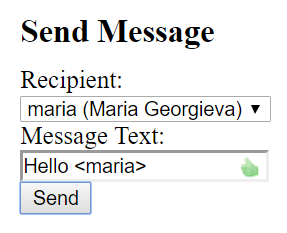 Send Message
Recipient:
maria (Maria Georgieva)
Message Text:
Hello <maria>
Send